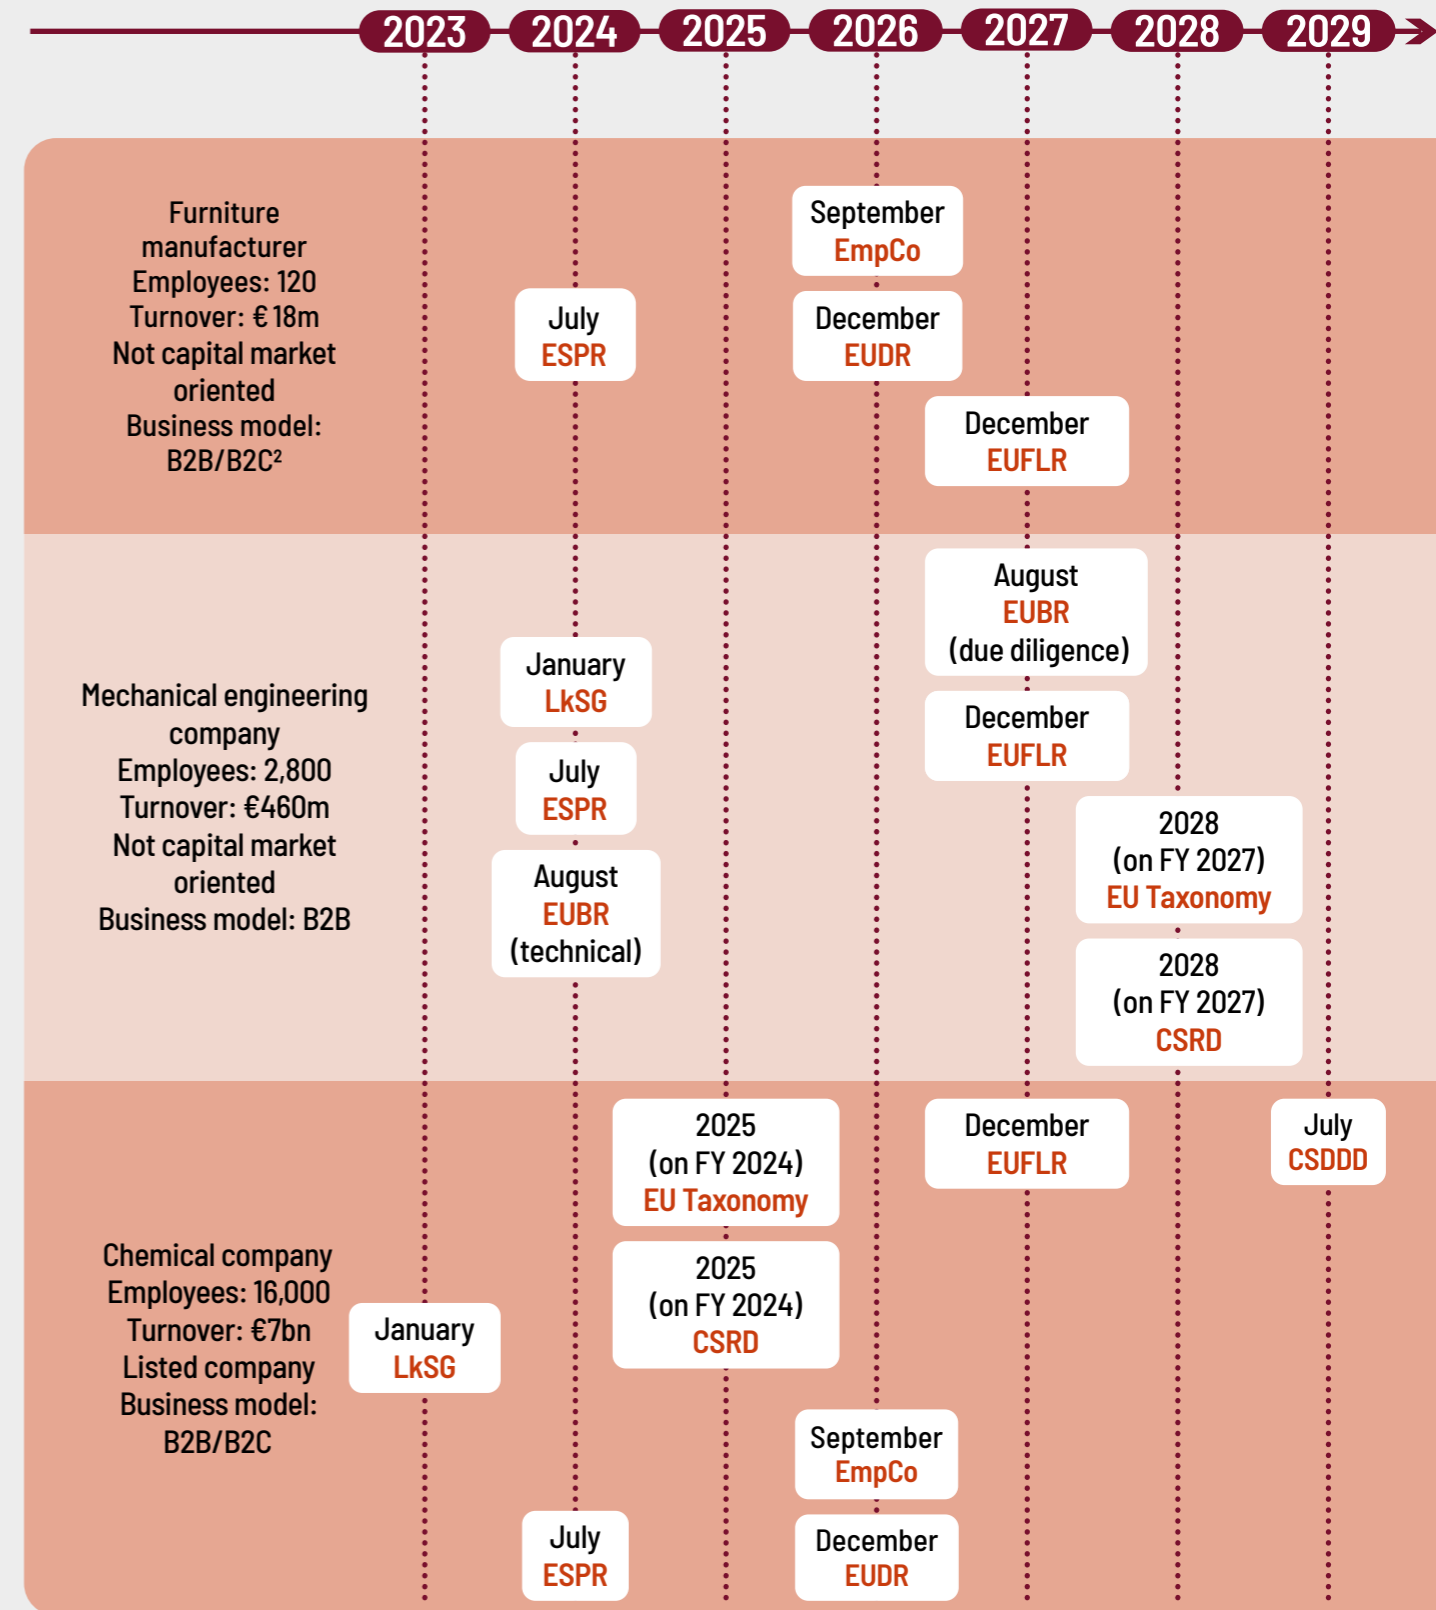 2023 2024 2025 2026 2027 2028 2029
Furniture
manufacturer
Employees: 120
Turnover: € 18m
Not capital market
oriented
Business model:
B2B/B2C²
July
ESPR
September
EmpCo
December
EUDR
December
EUFLR
Mechanical engineering
company
Employees: 2,800
Turnover: €460m
Not capital market
oriented
Business model: B2B
January
LkSG
July
ESPR
August
EUBR
(technical)
August
EUBR
(due diligence)
December
EUFLR
2028
(on FY 2027)
EU Taxonomy
2028
(on FY 2027)
CSRD
Chemical company
Employees: 16,000
Turnover: €7bn
Listed company
Business model:
B2B/B2C
January
LkSG
July
ESPR
2025
(on FY 2024)
EU Taxonomy
2025
(on FY 2024)
CSRD
September
EmpCo
December
EUDR
December
EUFLR
July
CSDDD